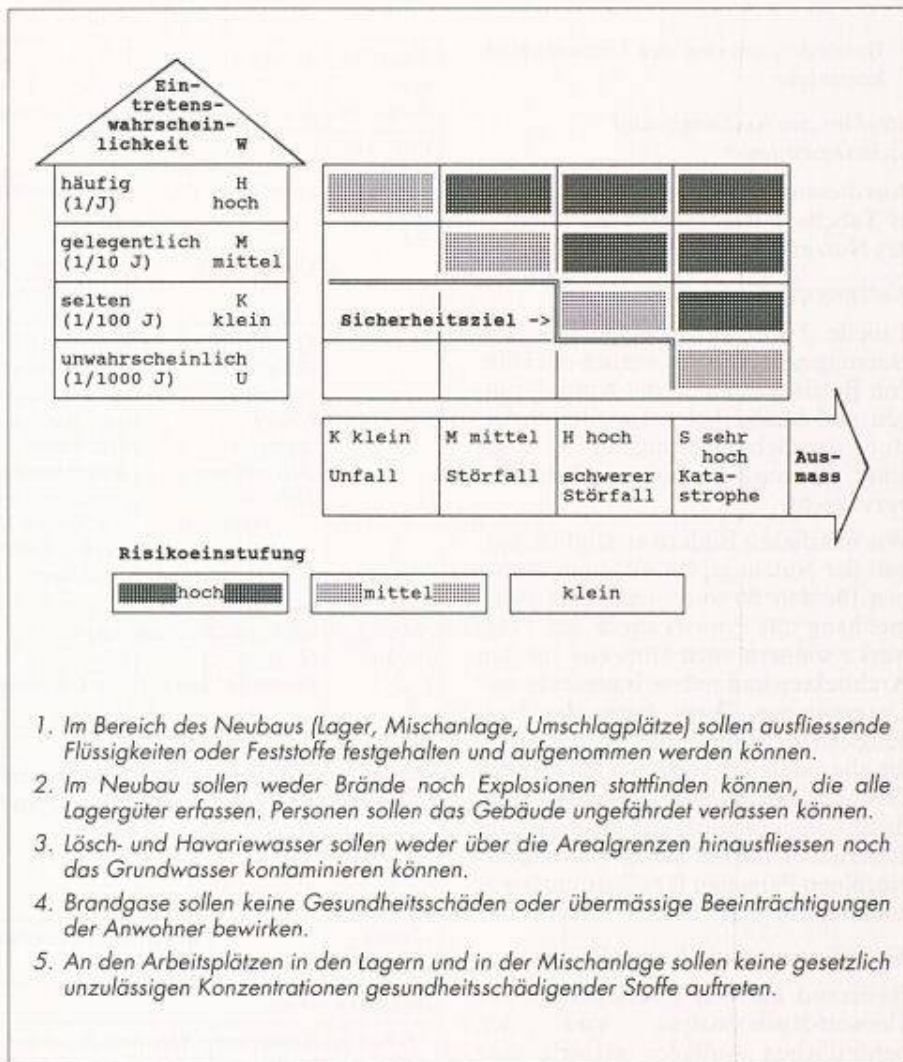 Ein-
tretens-
wahrschein-
lichkeit W
häufig H
(1/J) hoch
gelegentlich M
(1/10 J) mittel
selten K
(1/100 J) klein
unwahrscheinlich
(1/1000 J) U
Sicherheitsziel ->
K klein M mittel H hoch S sehr
hoch
Unfall Störfall schwerer Kata-
Störfall strophe
Aus-
mass
Risikoeinstufung
hoch mittel klein
1. Im Bereich des Neubaus (Lager, Mischanlage, Umschlagplätze) sollen ausfliessende
Flüssigkeiten oder Feststoffe festgehalten und aufgenommen werden können.
2. Im Neubau sollen weder Brände noch Explosionen stattfinden können, die alle
Lagergüter erfassen. Personen sollen das Gebäude ungefährdet verlassen können.
3. Lösch- und Havariewasser sollen weder über die Arealgrenzen hinausfliessen noch
das Grundwasser kontaminieren können.
4. Brandgase sollen keine Gesundheitsschäden oder übermässige Beeinträchtigungen
der Anwohner bewirken.
5. An den Arbeitsplätzen in den Lagern und in der Mischanlage sollen keine gesetzlich
unzulässigen Konzentrationen gesundheitsschädigender Stoffe auftreten.